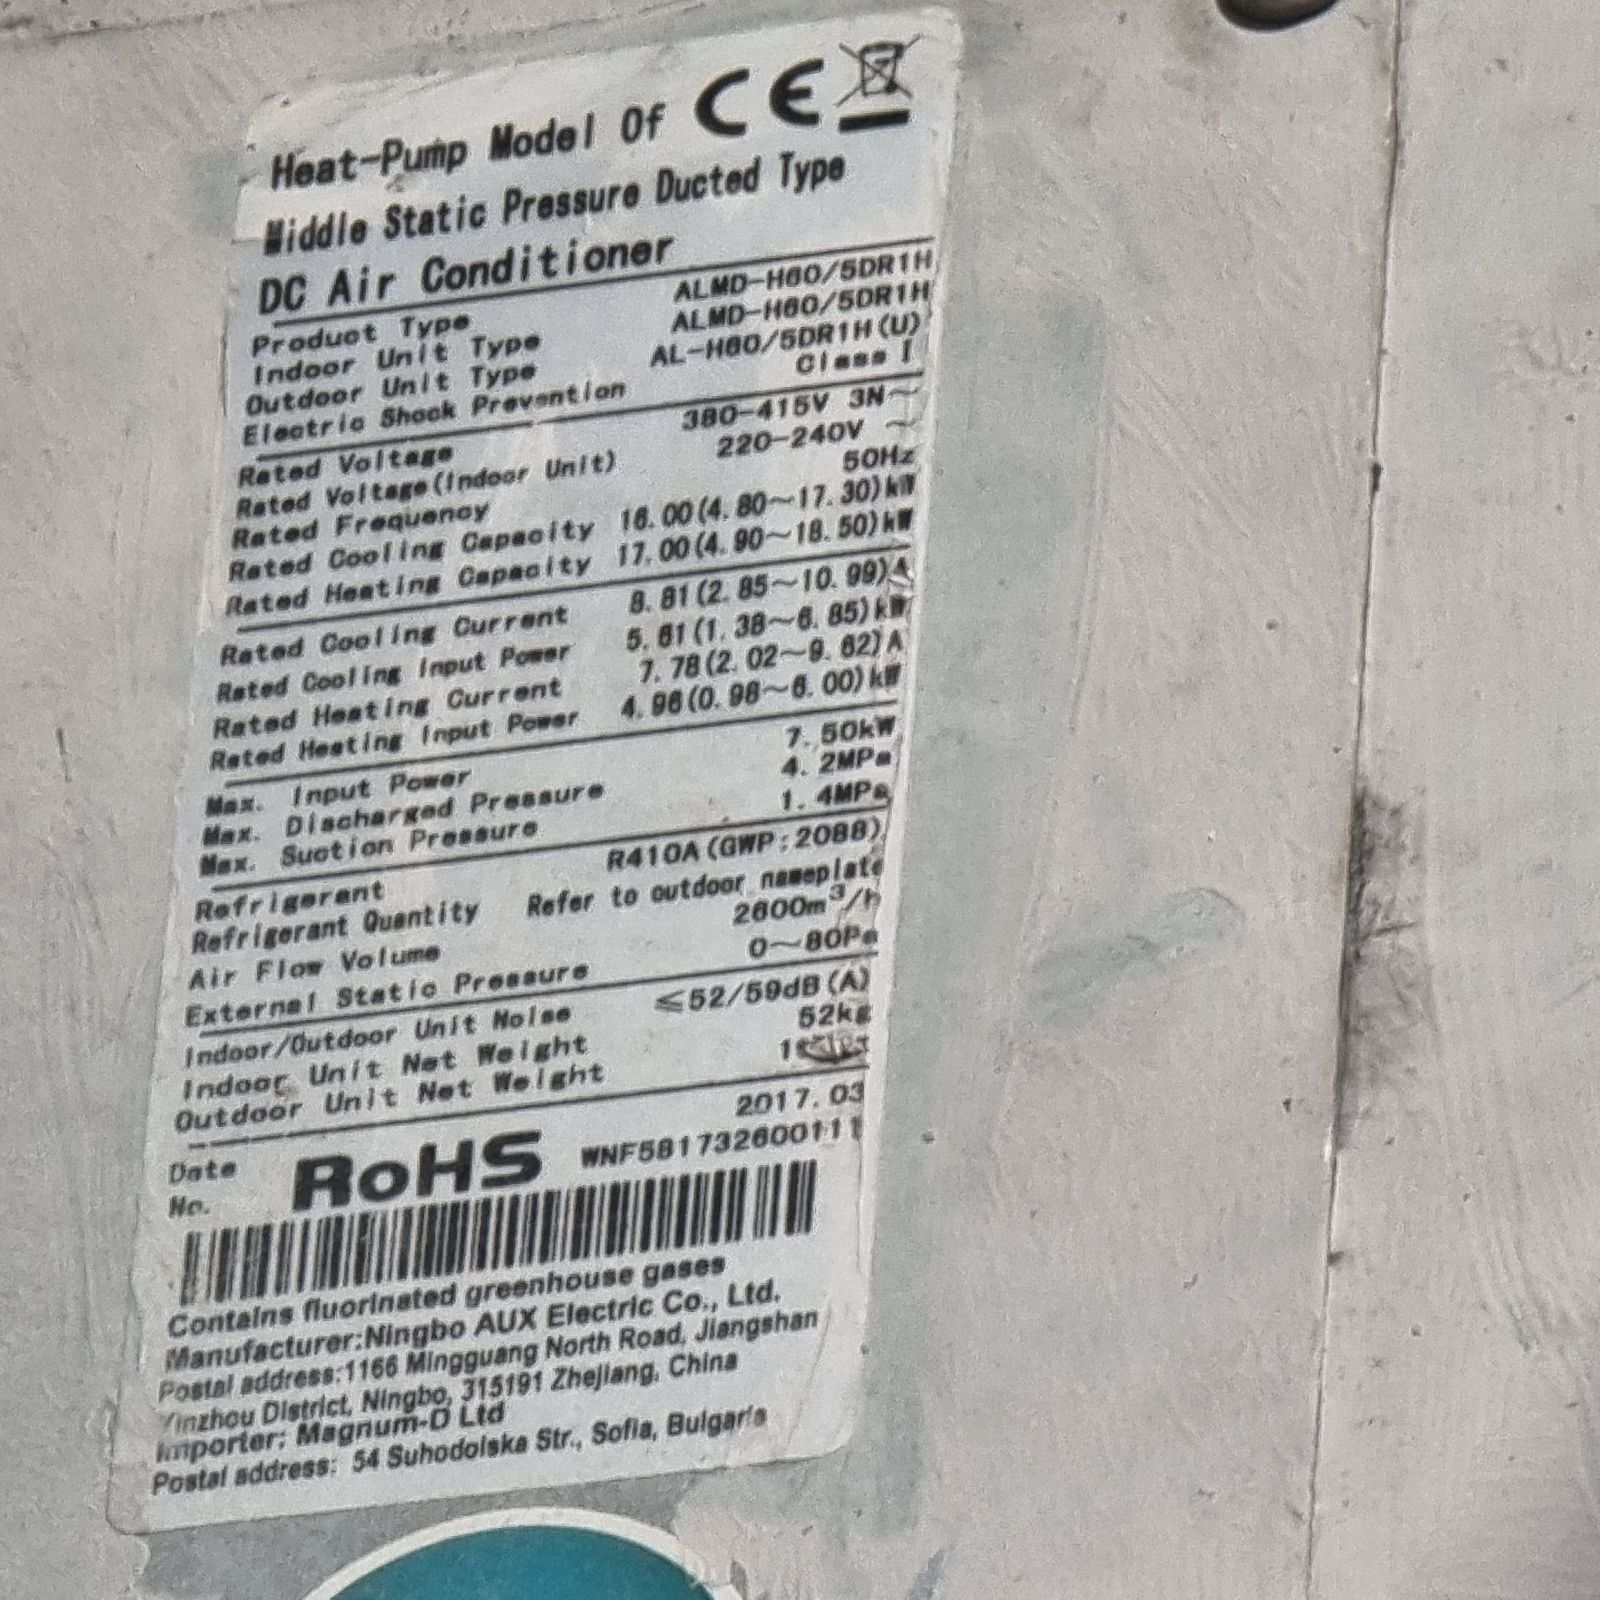 Heat-Pump Model Of CE
Middle Static Pressure Ducted Type
DC Air Conditioner
Product Type ALMD-H60/5DR1H
Indoor Unit Type ALMD-H60/5DR1H
Outdoor Unit Type AL-H60/5DR1H(U)
Electric Shock Prevention Class I
Rated Voltage 380-415V 3N~
Rated Voltage(Indoor Unit) 220-240V ~
Rated Frequency 50Hz
Rated Cooling Capacity 16.00(4.80~17.30)kW
Rated Heating Capacity 17.00(4.90~18.50)kW
Rated Cooling Current 8.81(2.85~10.99)A
Rated Cooling Input Power 5.61(1.38~6.85)kW
Rated Heating Current 7.78(2.02~9.62)A
Rated Heating Input Power 4.96(0.98~6.00)kW
Max. Input Power 7.50kW
Max. Discharged Pressure 4.2MPa
Max. Suction Pressure 1.4MPa
Refrigerant R410A(GWP:2088)
Refrigerant Quantity Refer to outdoor nameplate
Air Flow Volume 2600m³/h
External Static Pressure 0~80Pa
Indoor/Outdoor Unit Noise ≤52/59dB(A)
Indoor Unit Net Weight 52kg
Outdoor Unit Net Weight
Date 2017.03
No. RoHS WNF581732600111
Contains fluorinated greenhouse gases
Manufacturer:Ningbo AUX Electric Co., Ltd.
Postal address:1166 Mingguang North Road, Jiangshan
Yinzhou District, Ningbo, 315191 Zhejiang, China
Importer: Magnum-D Ltd
Postal address: 54 Suhodolska Str., Sofia, Bulgaria